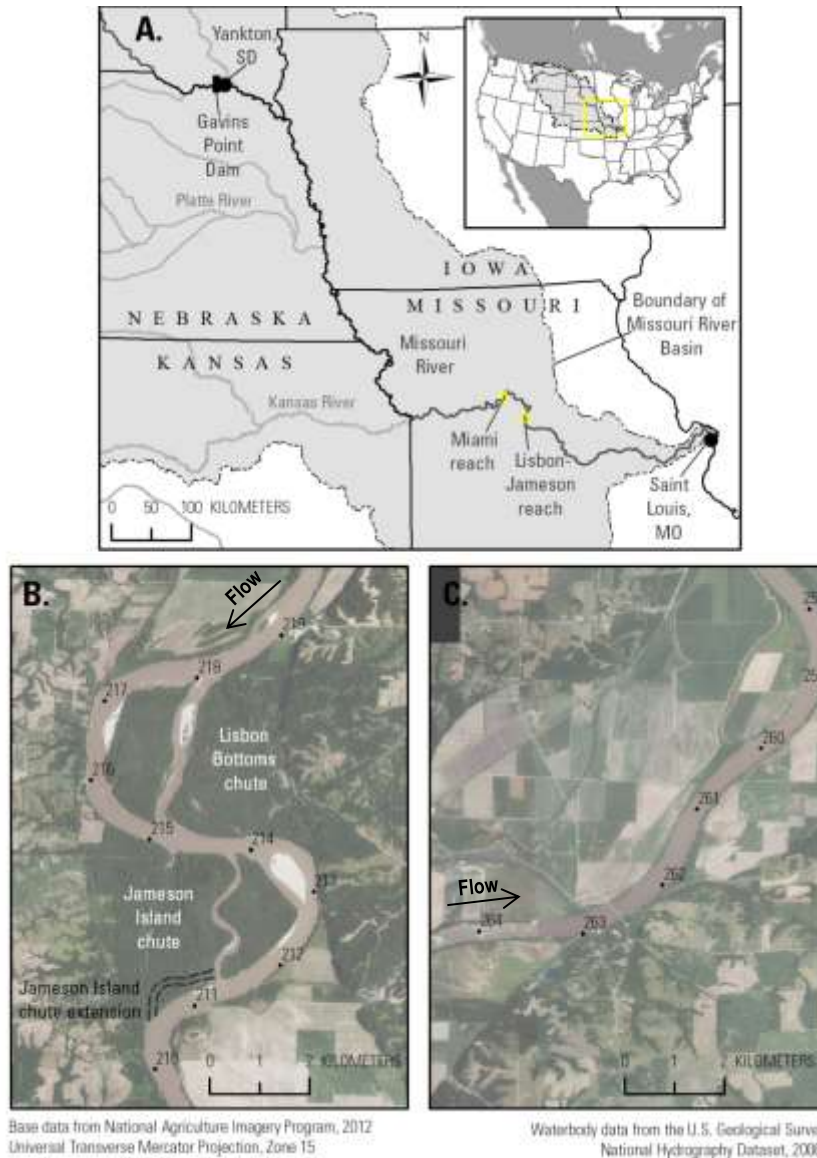 A.
Yankton,
SD
Gavins
Point
Dam
Platte River
N
IOWA
MISSOURI
NEBRASKA
KANSAS
Missouri
River
Boundary of
Missouri River
Basin
Kansas River
Miami
reach
Lisbon-
Jameson
reach
Saint
Louis,
MO
0 50 100 KILOMETERS
B.
Flow
219
218
217
Lisbon
Bottoms
chute
216
215
214
213
Jameson
Island
chute
212
Jameson Island
chute extension
211
210
0 1 2
KILOMETERS
C.
260
261
262
Flow
264
263
0 1 2 KILOMETERS
Base data from National Agriculture Imagery Program, 2012
Universal Transverse Mercator Projection, Zone 15
Waterbody data from the U.S. Geological Surve
National Hydrography Dataset,